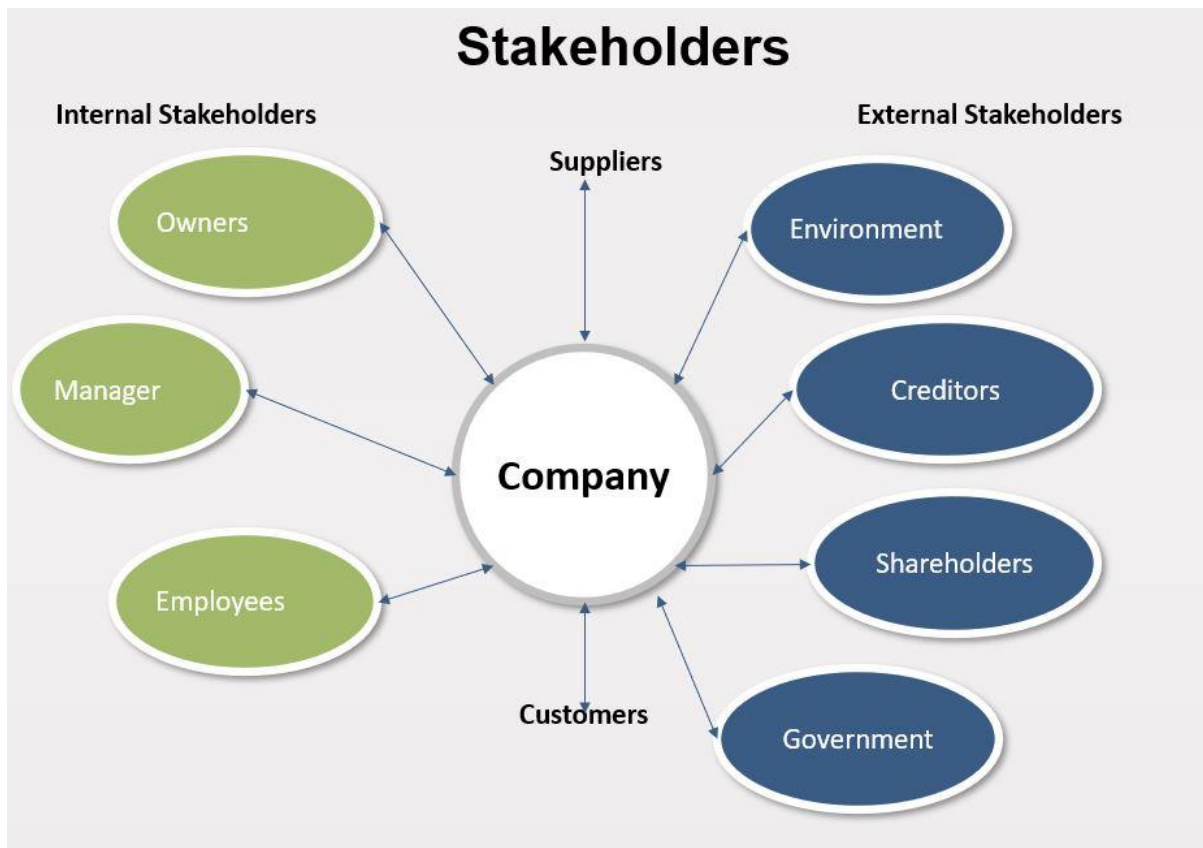 Stakeholders
Internal Stakeholders
External Stakeholders
Suppliers
Owners
Environment
Manager
Creditors
Company
Shareholders
Employees
Customers
Government